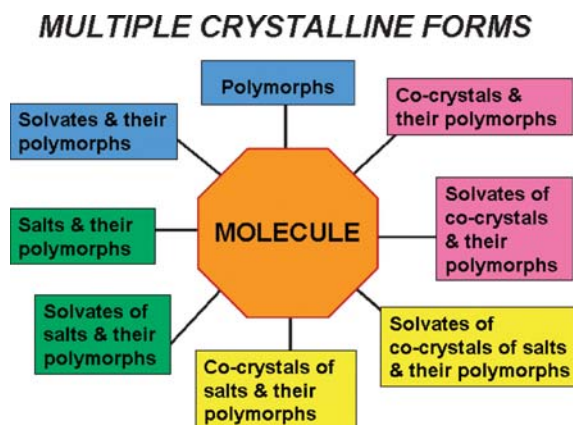 MULTIPLE CRYSTALLINE FORMS
Polymorphs
Co-crystals &
their polymorphs
Solvates & their
polymorphs
Salts & their
polymorphs
MOLECULE
Solvates of
co-crystals
& their
polymorphs
Solvates of
salts & their
polymorphs
Co-crystals of
salts & their
polymorphs
Solvates of
co-crystals of salts
& their polymorphs